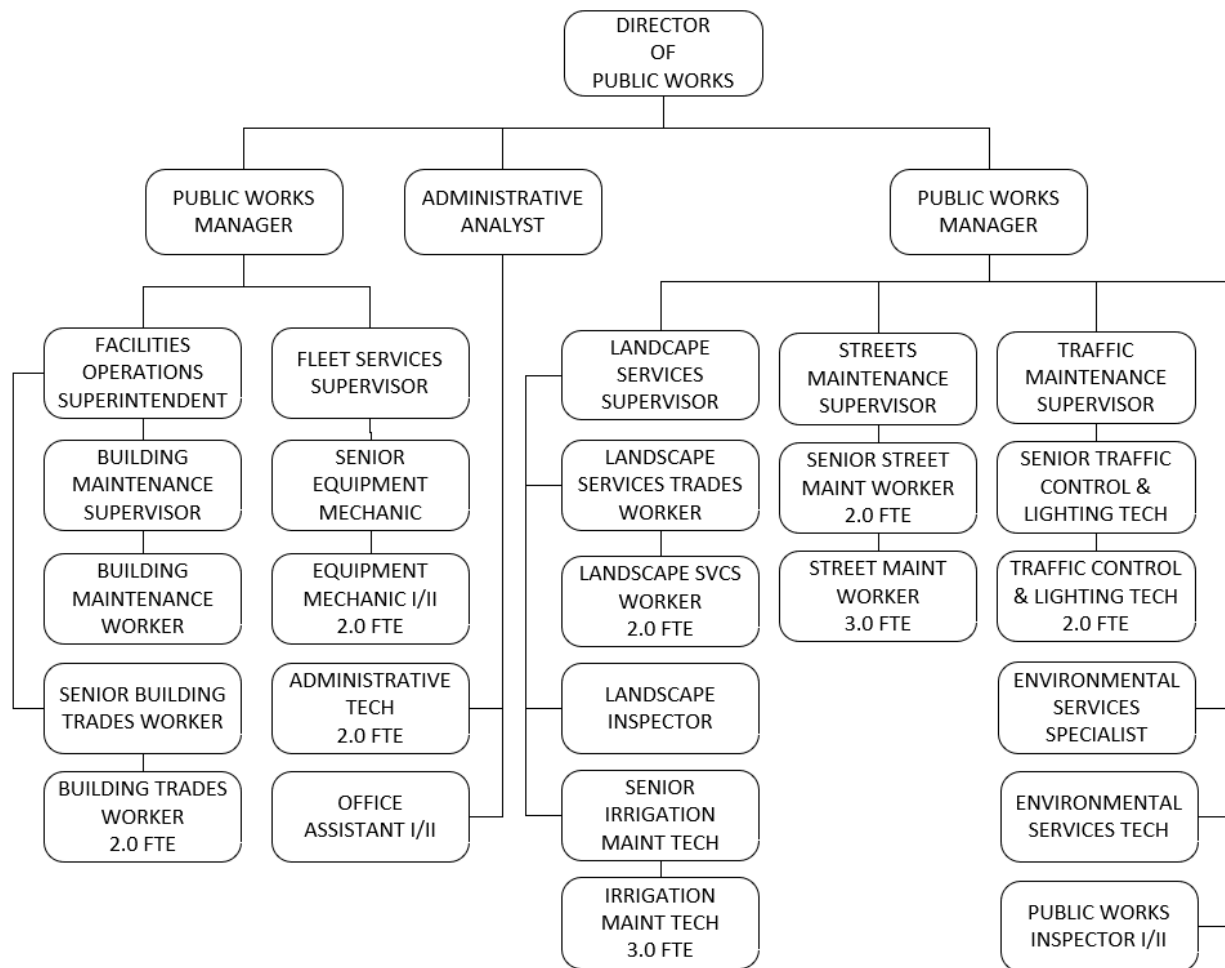 DIRECTOR
OF
PUBLIC WORKS
PUBLIC WORKS
MANAGER
ADMINISTRATIVE
ANALYST
PUBLIC WORKS
MANAGER
FACILITIES
OPERATIONS
SUPERINTENDENT
FLEET SERVICES
SUPERVISOR
LANDCAPE
SERVICES
SUPERVISOR
STREETS
MAINTENANCE
SUPERVISOR
TRAFFIC
MAINTENANCE
SUPERVISOR
BUILDING
MAINTENANCE
SUPERVISOR
SENIOR
EQUIPMENT
MECHANIC
LANDSCAPE
SERVICES TRADES
WORKER
SENIOR STREET
MAINT WORKER
2.0 FTE
SENIOR TRAFFIC
CONTROL &
LIGHTING TECH
BUILDING
MAINTENANCE
WORKER
EQUIPMENT
MECHANIC I/II
2.0 FTE
LANDSCAPE SVCS
WORKER
2.0 FTE
STREET MAINT
WORKER
3.0 FTE
TRAFFIC CONTROL
& LIGHTING TECH
2.0 FTE
SENIOR BUILDING
TRADES WORKER
ADMINISTRATIVE
TECH
2.0 FTE
LANDSCAPE
INSPECTOR
ENVIRONMENTAL
SERVICES
SPECIALIST
BUILDING TRADES
WORKER
2.0 FTE
OFFICE
ASSISTANT I/II
SENIOR
IRRIGATION
MAINT TECH
ENVIRONMENTAL
SERVICES TECH
IRRIGATION
MAINT TECH
3.0 FTE
PUBLIC WORKS
INSPECTOR I/II